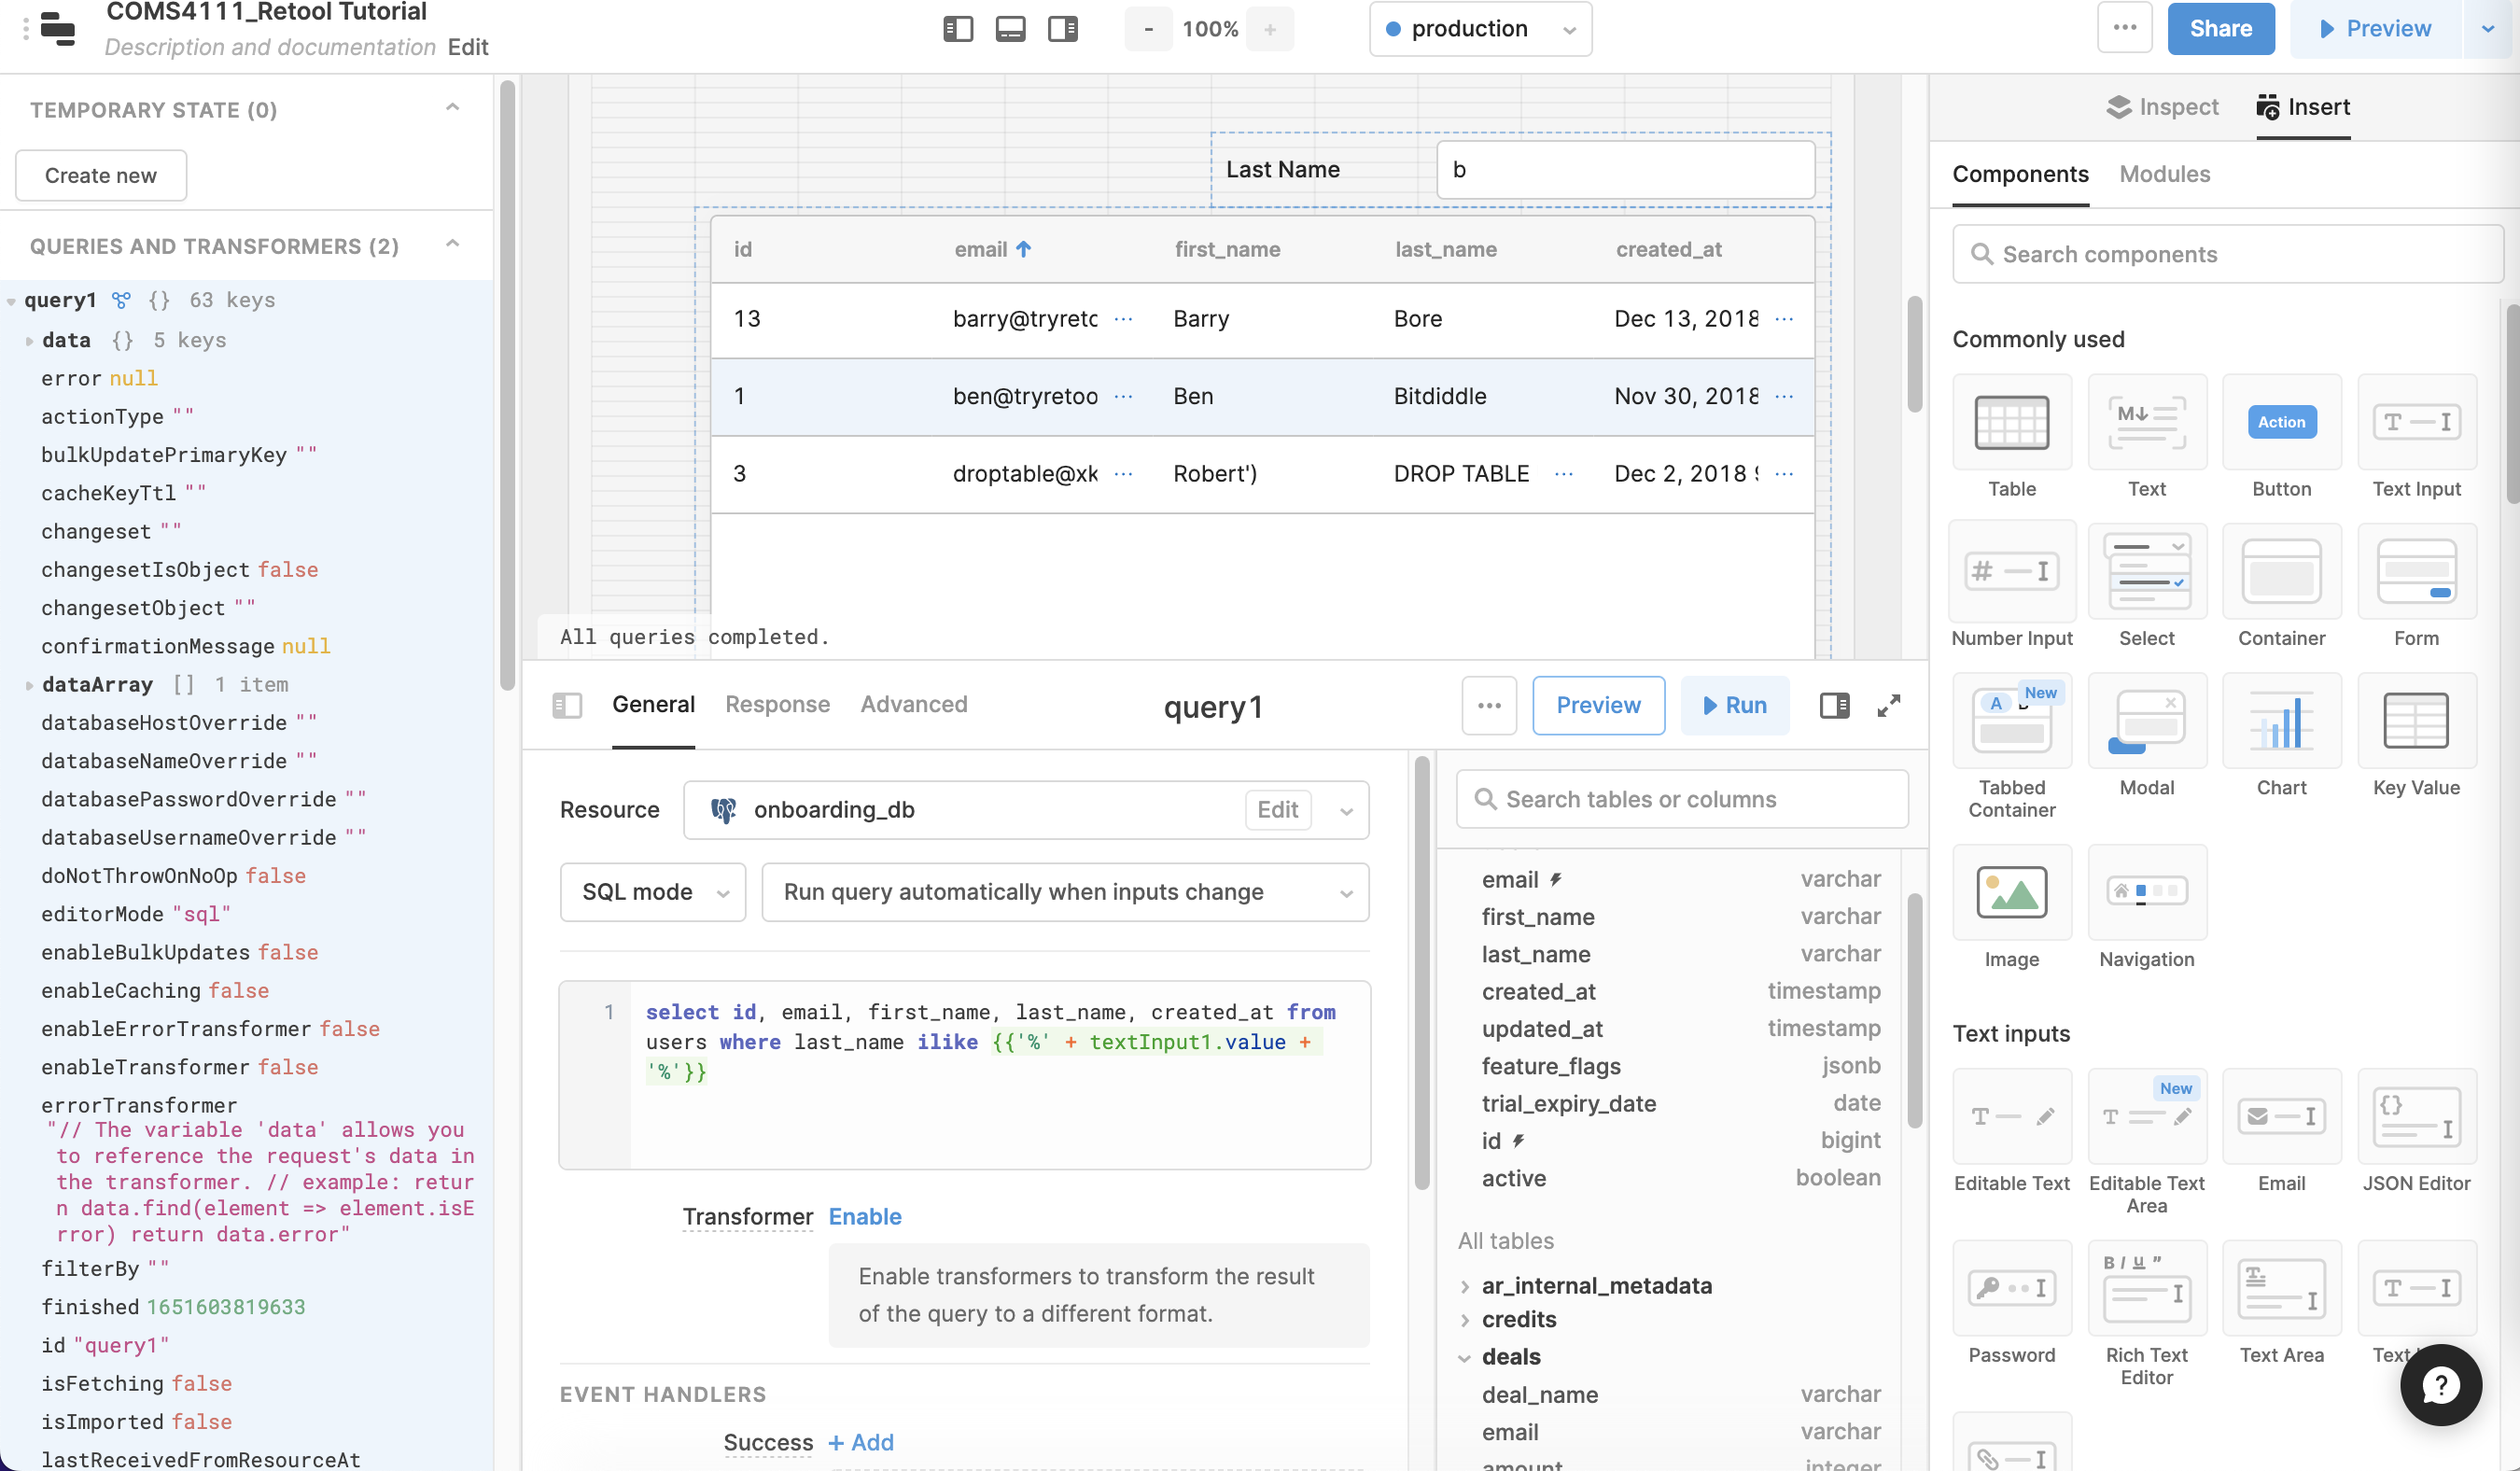 COMS4111_Retool Tutorial
Description and documentation Edit
- 100% +
production
Share
Preview
TEMPORARY STATE (0)
Create new
QUERIES AND TRANSFORMERS (2)
query1 {} 63 keys
data {} 5 keys
error null
actionType ""
bulkUpdatePrimaryKey ""
cacheKeyTtl ""
changeset ""
changesetIsObject false
changesetObject ""
confirmationMessage null
dataArray [] 1 item
databaseHostOverride ""
databaseNameOverride ""
databasePasswordOverride ""
databaseUsernameOverride ""
doNotThrowOnNoOp false
editorMode "sql"
enableBulkUpdates false
enableCaching false
enableErrorTransformer false
enableTransformer false
errorTransformer
"// The variable 'data' allows you
to reference the request's data in
the transformer. // example: retur
n data.find(element => element.isE
rror) return data.error"
filterBy ""
finished 1651603819633
id "query1"
isFetching false
isImported false
lastReceivedFromResourceAt
Last Name b
id email first_name last_name created_at
13 barry@tryretc ··· Barry Bore Dec 13, 2018 ···
1 ben@tryretoo ··· Ben Bitdiddle Nov 30, 2018 ···
3 droptable@xk ··· Robert') DROP TABLE ··· Dec 2, 2018 ···
All queries completed.
General Response Advanced query1 ··· Preview Run
Resource onboarding_db Edit
SQL mode Run query automatically when inputs change
1 select id, email, first_name, last_name, created_at from
users where last_name ilike {{'%' + textInput1.value +
'%'}}
Transformer Enable
Enable transformers to transform the result
of the query to a different format.
EVENT HANDLERS
Success + Add
Search tables or columns
email varchar
first_name varchar
last_name varchar
created_at timestamp
updated_at timestamp
feature_flags jsonb
trial_expiry_date date
id bigint
active boolean
All tables
ar_internal_metadata
credits
deals
deal_name varchar
email varchar
amount integer
Inspect Insert
Components Modules
Search components
Commonly used
M Action T I
Table Text Button Text Input
# I
Number Input Select Container Form
A New
Tabbed Container
Modal Chart Key Value
Image Navigation
Text inputs
New
Editable Text
Editable Text Area
Email
JSON Editor
B I U "
Password
Rich Text Editor
Text Area
Text
?